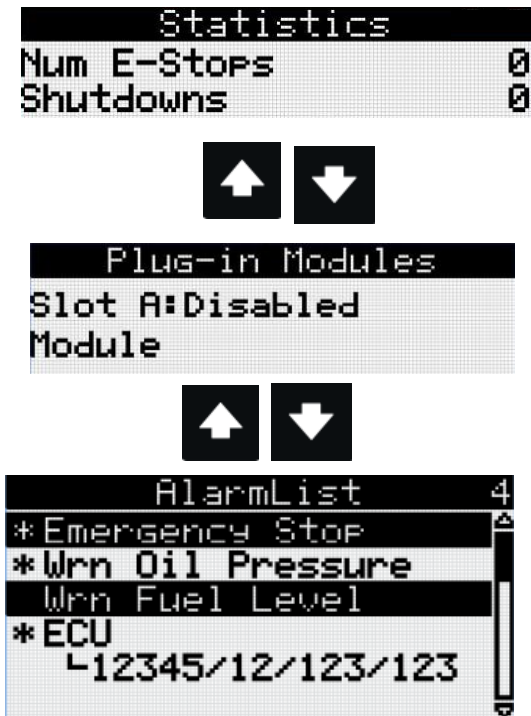 Statistics
Num E-Stops 0
Shutdowns 0
Plug-in Modules
Slot A:Disabled
Module
AlarmList 4
*Emergency Stop
*Wrn Oil Pressure
Wrn Fuel Level
*ECU
└12345/12/123/123